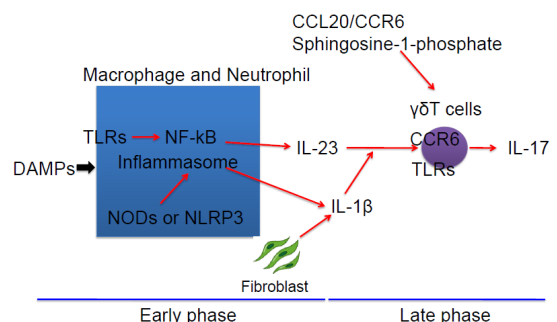 CCL20/CCR6
Sphingosine-1-phosphate
Macrophage and Neutrophil
γδT cells
TLRs
NF-kB
CCR6
IL-23
IL-17
Inflammasome
DAMPs
TLRs
IL-1β
NODs or NLRP3
Fibroblast
Early phase
Late phase